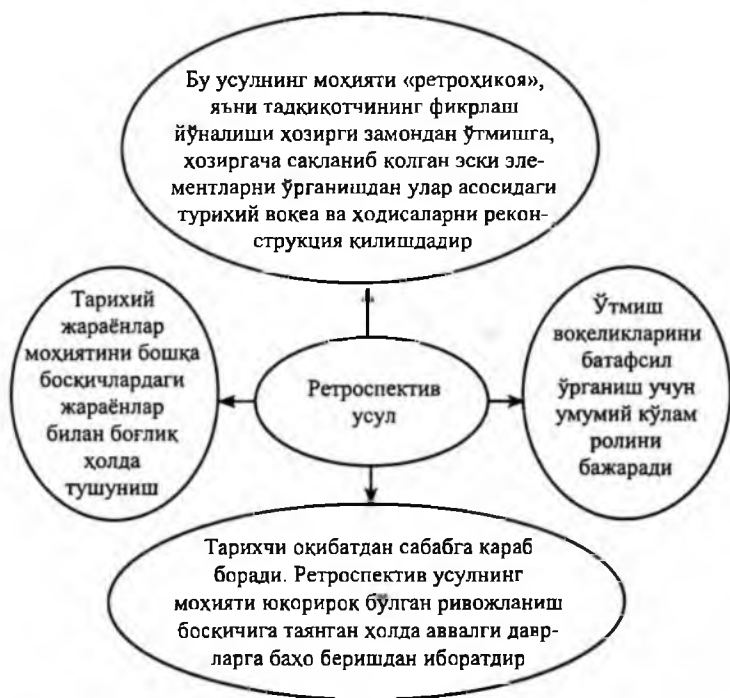 Бу усулнинг моҳияти «ретроҳикоя»,
яъни тадқиқотчининг фикрлаш
йўналиши ҳозирги замондан ўтмишга,
ҳозиргача сақланиб қолган эски эле-
ментларни ўрганишдан улар асосидаги
турихий воқеа ва ҳодисаларни рекон-
струкция қилишдадир
Тарихий
жараёнлар
моҳиятини бошқа
босқичлардаги
жараёнлар
билан боғлиқ
ҳолда
тушуниш
Ретроспектив
усул
Ўтмиш
воқеликларини
батафсил
ўрганиш учун
умумий кўлам
ролини
бажаради
Тарихчи оқибатдан сабабга қараб
боради. Ретроспектив усулнинг
моҳияти юқорироқ бўлган ривожланиш
босқичига таянган ҳолда аввалги давр-
ларга баҳо беришдан иборатдир